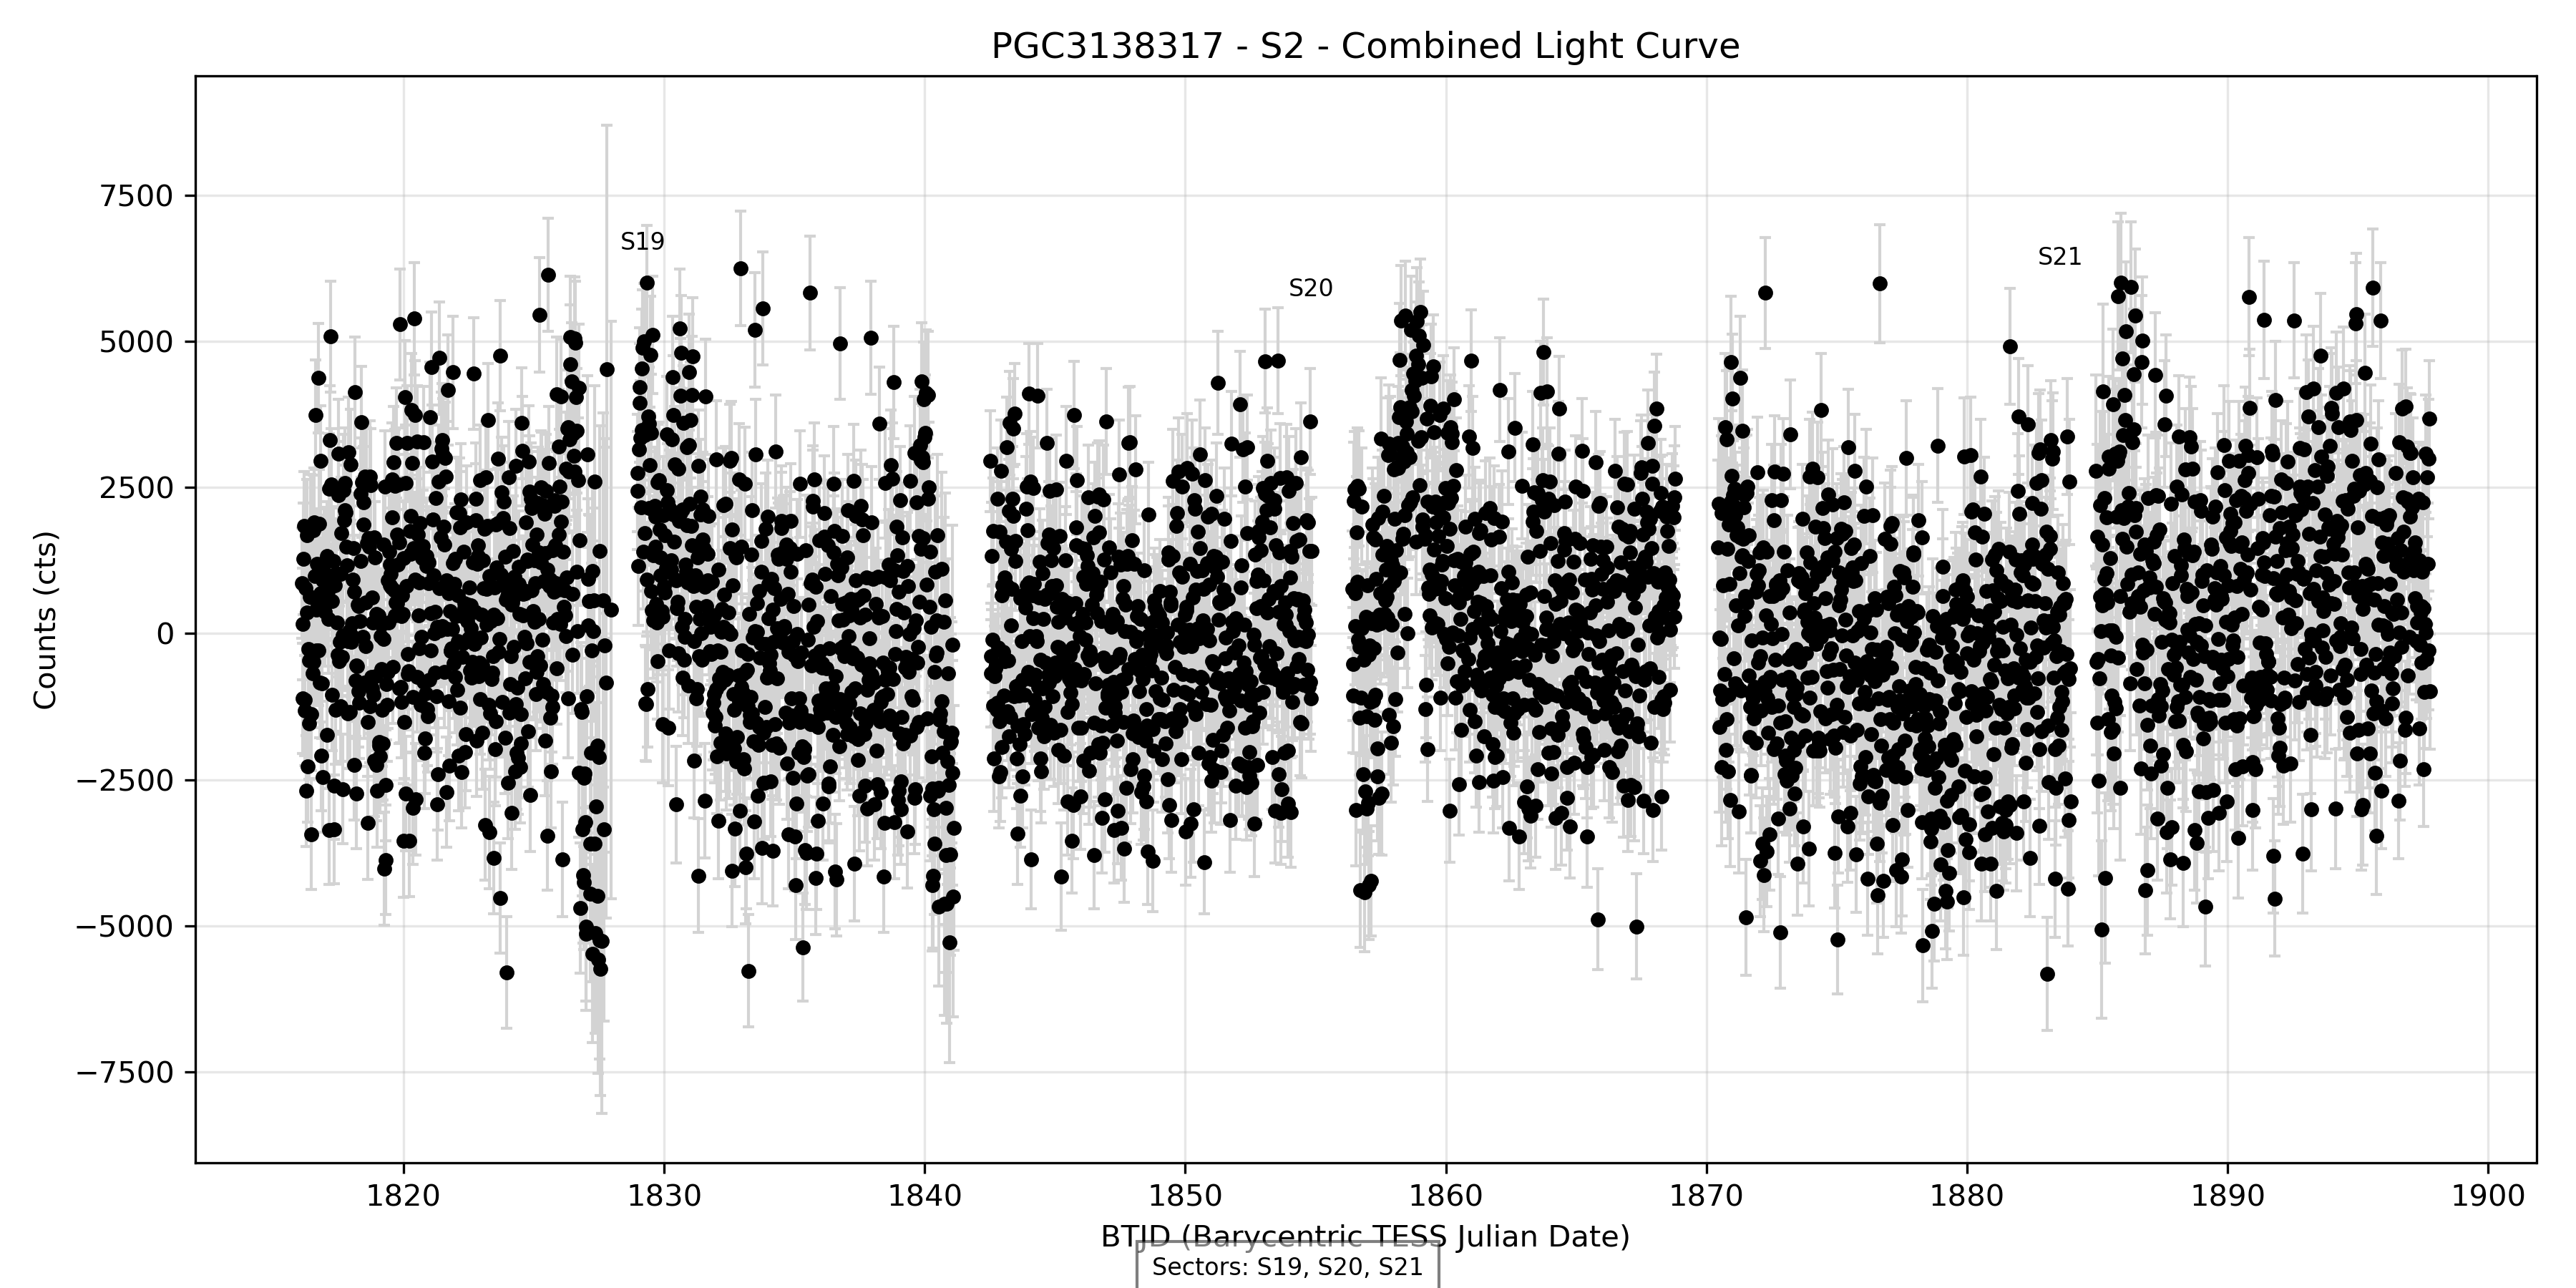 PGC3138317 - S2 - Combined Light Curve
Counts (cts)
7500
5000
2500
0
−2500
−5000
−7500
S19
S20
S21
1820
1830
1840
1850
1860
1870
1880
1890
1900
BTJD (Barycentric TESS Julian Date)
Sectors: S19, S20, S21